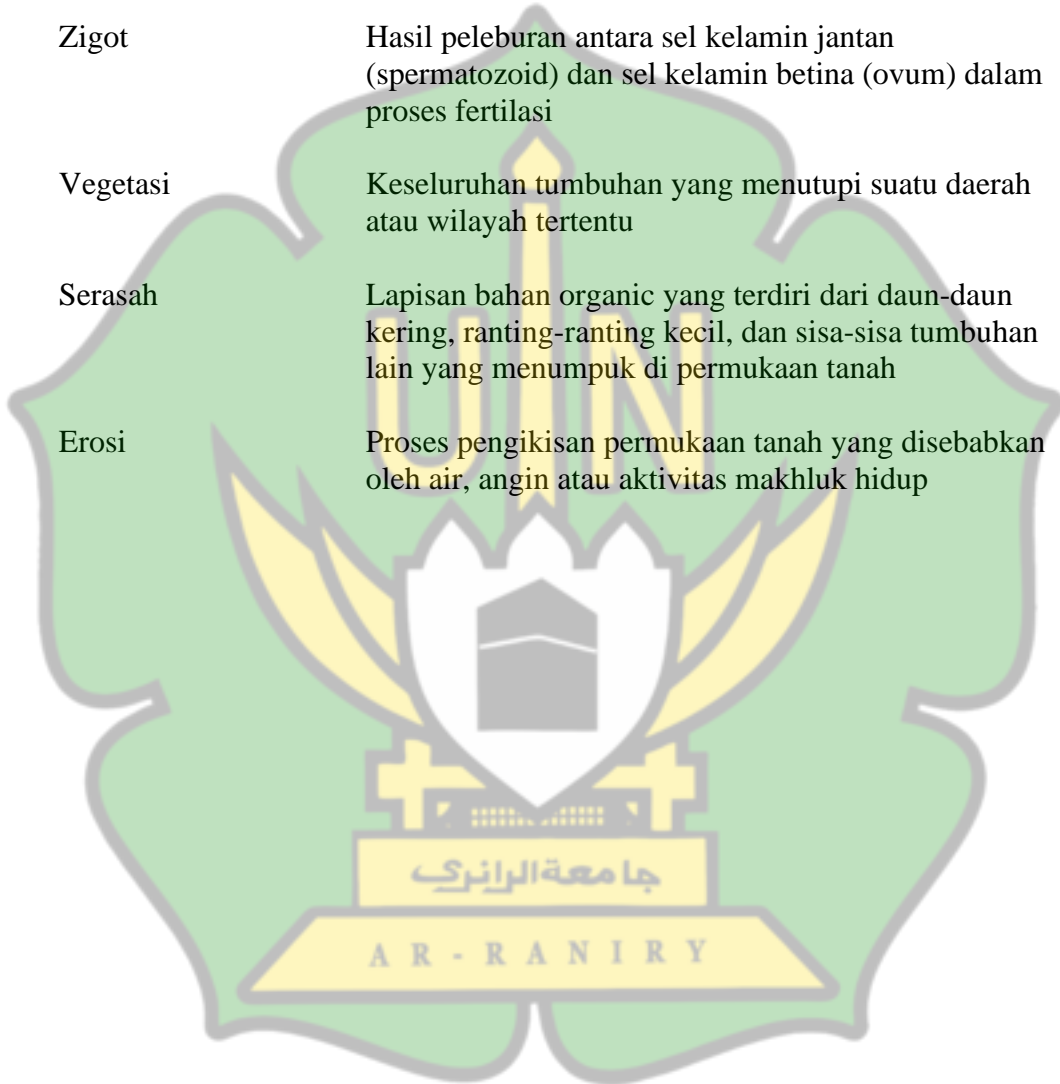 Zigot Hasil peleburan antara sel kelamin jantan
(spermatozoid) dan sel kelamin betina (ovum) dalam
proses fertilasi
Vegetasi Keseluruhan tumbuhan yang menutupi suatu daerah
atau wilayah tertentu
Serasah Lapisan bahan organic yang terdiri dari daun-daun
kering, ranting-ranting kecil, dan sisa-sisa tumbuhan
lain yang menumpuk di permukaan tanah
Erosi Proses pengikisan permukaan tanah yang disebabkan
oleh air, angin atau aktivitas makhluk hidup
UIN
جامعة الرانري
AR-RANIRY